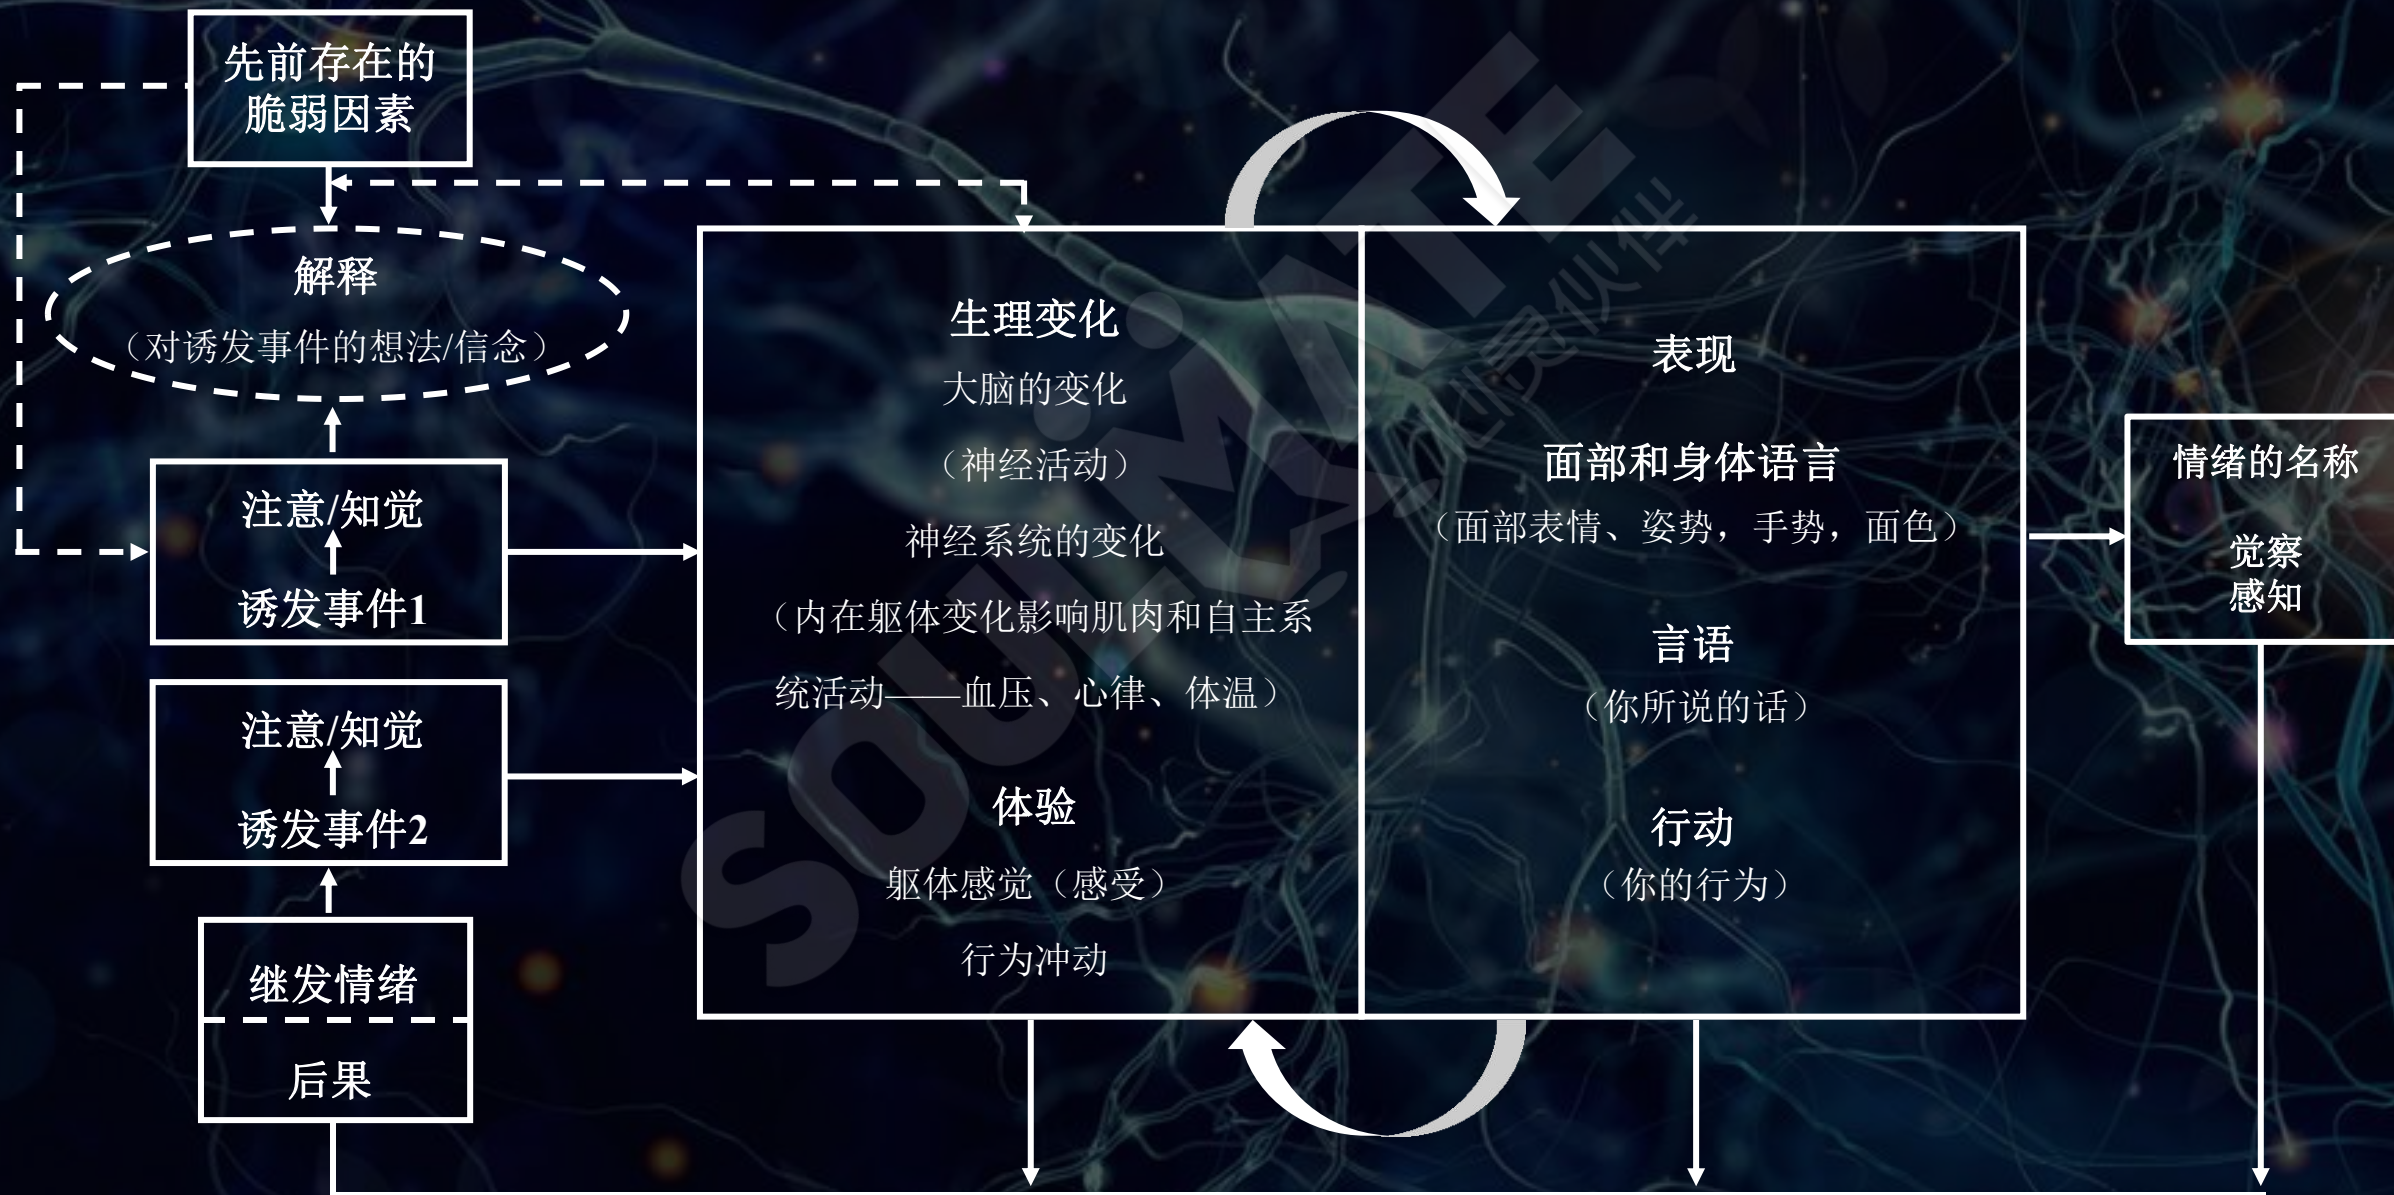 先前存在的
脆弱因素
解释
（对诱发事件的想法/信念）
注意/知觉
诱发事件1
注意/知觉
诱发事件2
继发情绪
后果
生理变化
大脑的变化
（神经活动）
神经系统的变化
（内在躯体变化影响肌肉和自主系
统活动——血压、心律、体温）
体验
躯体感觉（感受）
行为冲动
表现
面部和身体语言
（面部表情、姿势，手势，面色）
言语
（你所说的话）
行动
（你的行为）
情绪的名称
觉察
感知
SOULMATE
心灵伙伴